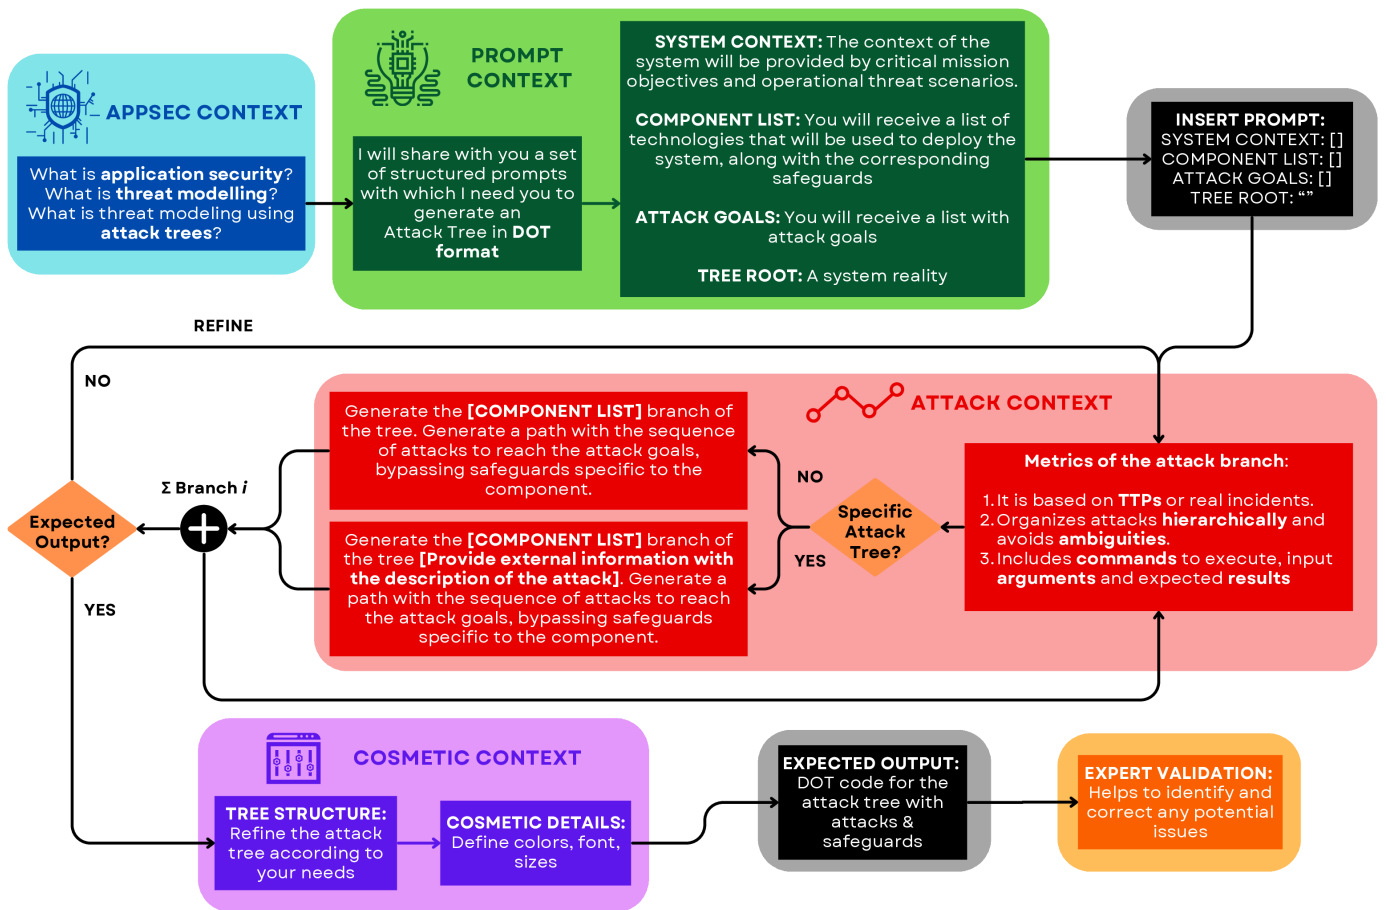 APPSEC CONTEXT
What is application security?
What is threat modelling?
What is threat modeling using
attack trees?
PROMPT
CONTEXT
I will share with you a set
of structured prompts
with which I need you to
generate an
Attack Tree in DOT
format
SYSTEM CONTEXT: The context of the
system will be provided by critical mission
objectives and operational threat scenarios.
COMPONENT LIST: You will receive a list of
technologies that will be used to deploy the
system, along with the corresponding
safeguards
ATTACK GOALS: You will receive a list with
attack goals
TREE ROOT: A system reality
INSERT PROMPT:
SYSTEM CONTEXT: []
COMPONENT LIST: []
ATTACK GOALS: []
TREE ROOT: “”
REFINE
NO
ATTACK CONTEXT
Metrics of the attack branch:
1. It is based on TTPs or real incidents.
2. Organizes attacks hierarchically and
avoids ambiguities.
3. Includes commands to execute, input
arguments and expected results
Specific
Attack
Tree?
NO
YES
Generate the [COMPONENT LIST] branch of
the tree. Generate a path with the sequence
of attacks to reach the attack goals,
bypassing safeguards specific to the
component.
Generate the [COMPONENT LIST] branch of
the tree [Provide external information with
the description of the attack]. Generate a
path with the sequence of attacks to reach
the attack goals, bypassing safeguards
specific to the component.
Σ Branch i
Expected
Output?
YES
COSMETIC CONTEXT
TREE STRUCTURE:
Refine the attack
tree according to
your needs
COSMETIC DETAILS:
Define colors, font,
sizes
EXPECTED OUTPUT:
DOT code for the
attack tree with
attacks &
safeguards
EXPERT VALIDATION:
Helps to identify and
correct any potential
issues